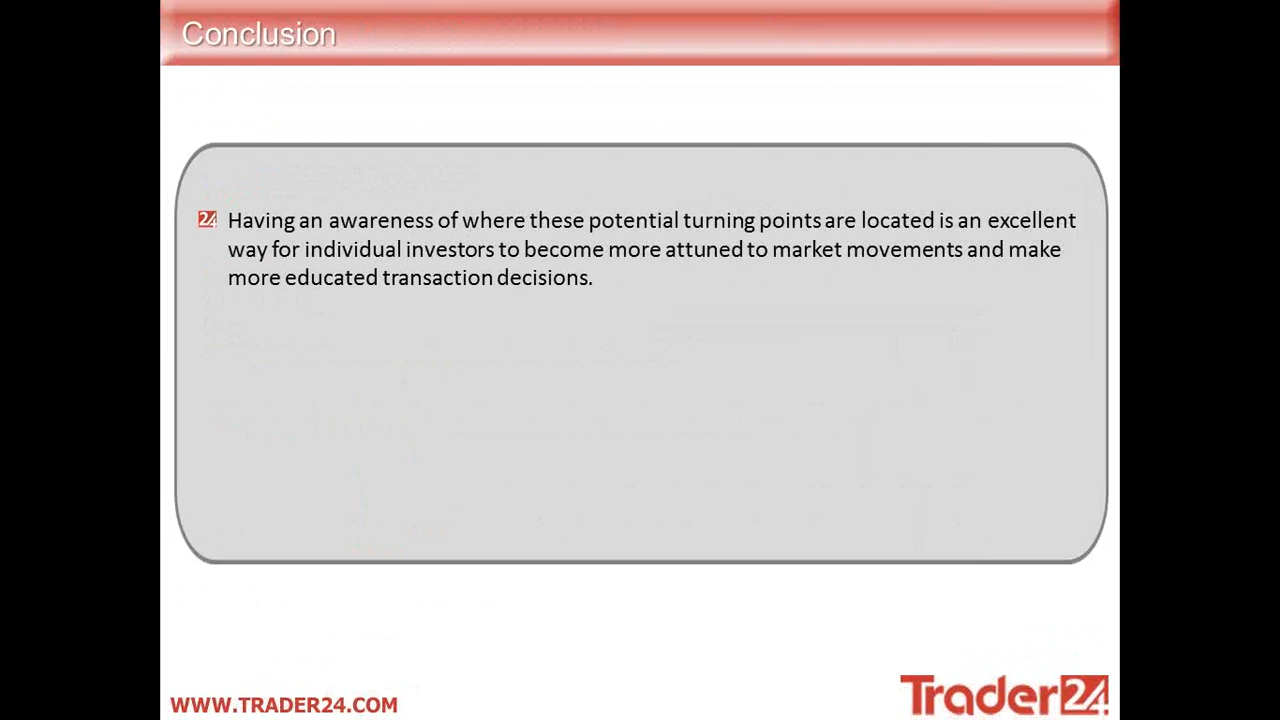 Conclusion
24 Having an awareness of where these potential turning points are located is an excellent
way for individual investors to become more attuned to market movements and make
more educated transaction decisions.
WWW.TRADER24.COM
Trader24